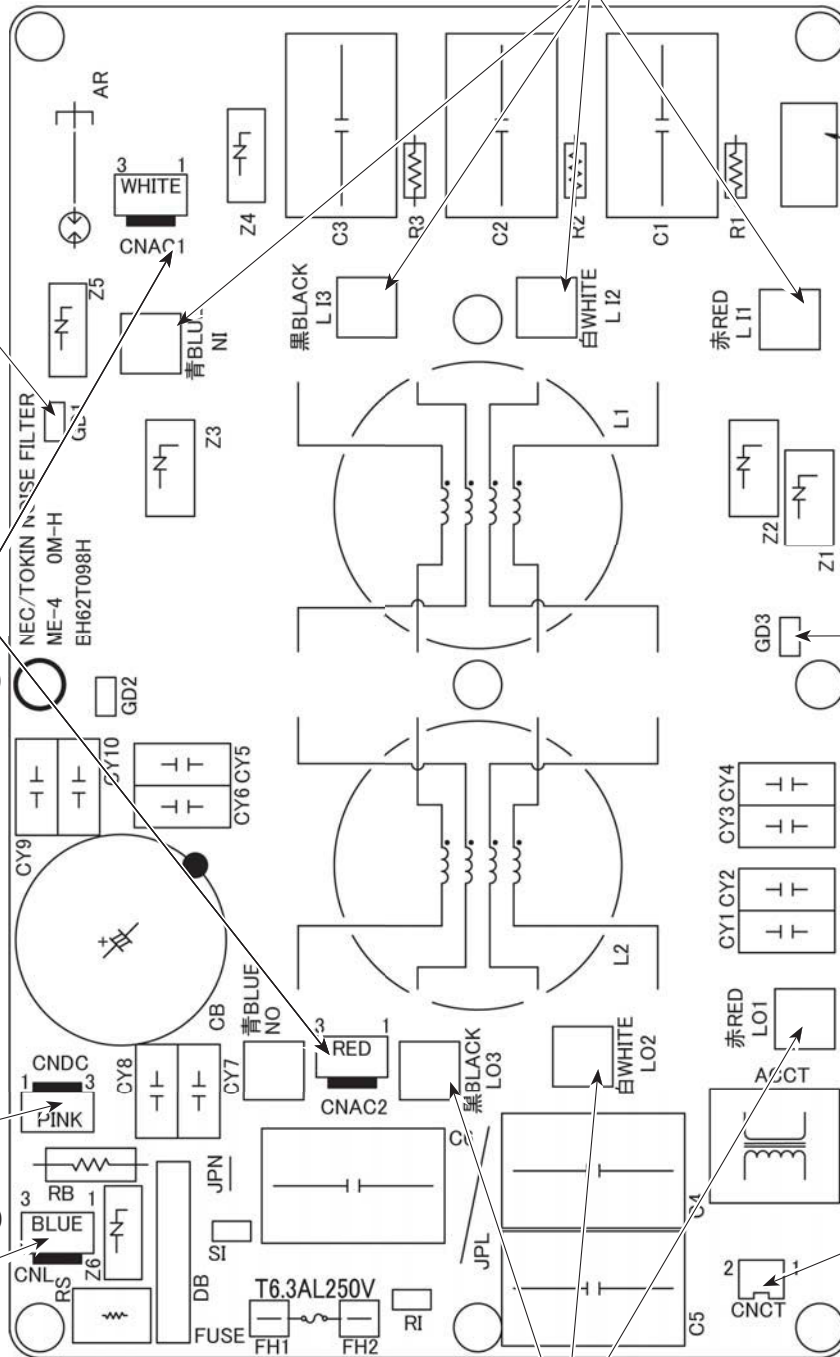 AR
3 1
WHITE
CNAC1
Z4
C3
R3
C2
R2
C1
R1
Z5
青BLUE
NI
黒BLACK
L I3
白WHITE
L I2
赤RED
L I1
GD1
NEC/TOKIN NOISE FILTER
ME-4 0M-H
EH62T098H
Z3
L1
Z2
Z1
GD3
GD2
CY10
CY9
CY5
CY6
CY4
CY3
CY2
CY1
L2
CB
青BLUE
NO
3 1
RED
CNAC2
黒BLACK
LO3
白WHITE
LO2
赤RED
LO1
CNDC
1 3
PINK
CY8
CY7
ACCT
C6
RB
JPN
3 1
BLUE
CNL
Z6
SI
JPL
C4
RS
DB
T6.3AL250V
FUSE
FH1
FH2
RI
C5
2 1
CNCT